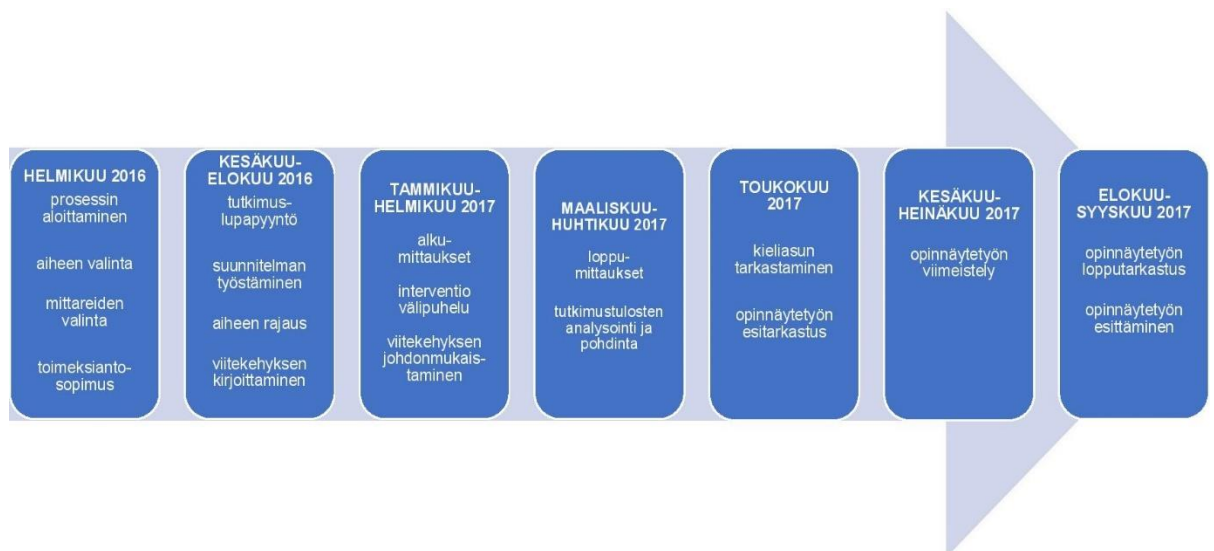 HELMIKUU 2016
prosessin
aloittaminen
aiheen valinta
mittareiden
valinta
toimeksianto-
sopimus
KESÄKUU-
ELOKUU 2016
tutkimus-
lupapyyntö
suunnitelman
työstäminen
aiheen rajaus
viitekehyksen
kirjoittaminen
TAMMIKUU-
HELMIKUU 2017
alku-
mittaukset
interventio
välipuhelu
viitekehyksen
johdonmukais-
taminen
MAALISKUU-
HUHTIKUU 2017
loppu-
mittaukset
tutkimustulosten
analysointi ja
pohdinta
TOUKOKUU
2017
kieliasun
tarkastaminen
opinnäytetyön
esitarkastus
KESÄKUU-
HEINÄKUU 2017
opinnäytetyön
viimeistely
ELOKUU-
SYYSKUU 2017
opinnäytetyön
lopputarkastus
opinnäytetyön
esittäminen